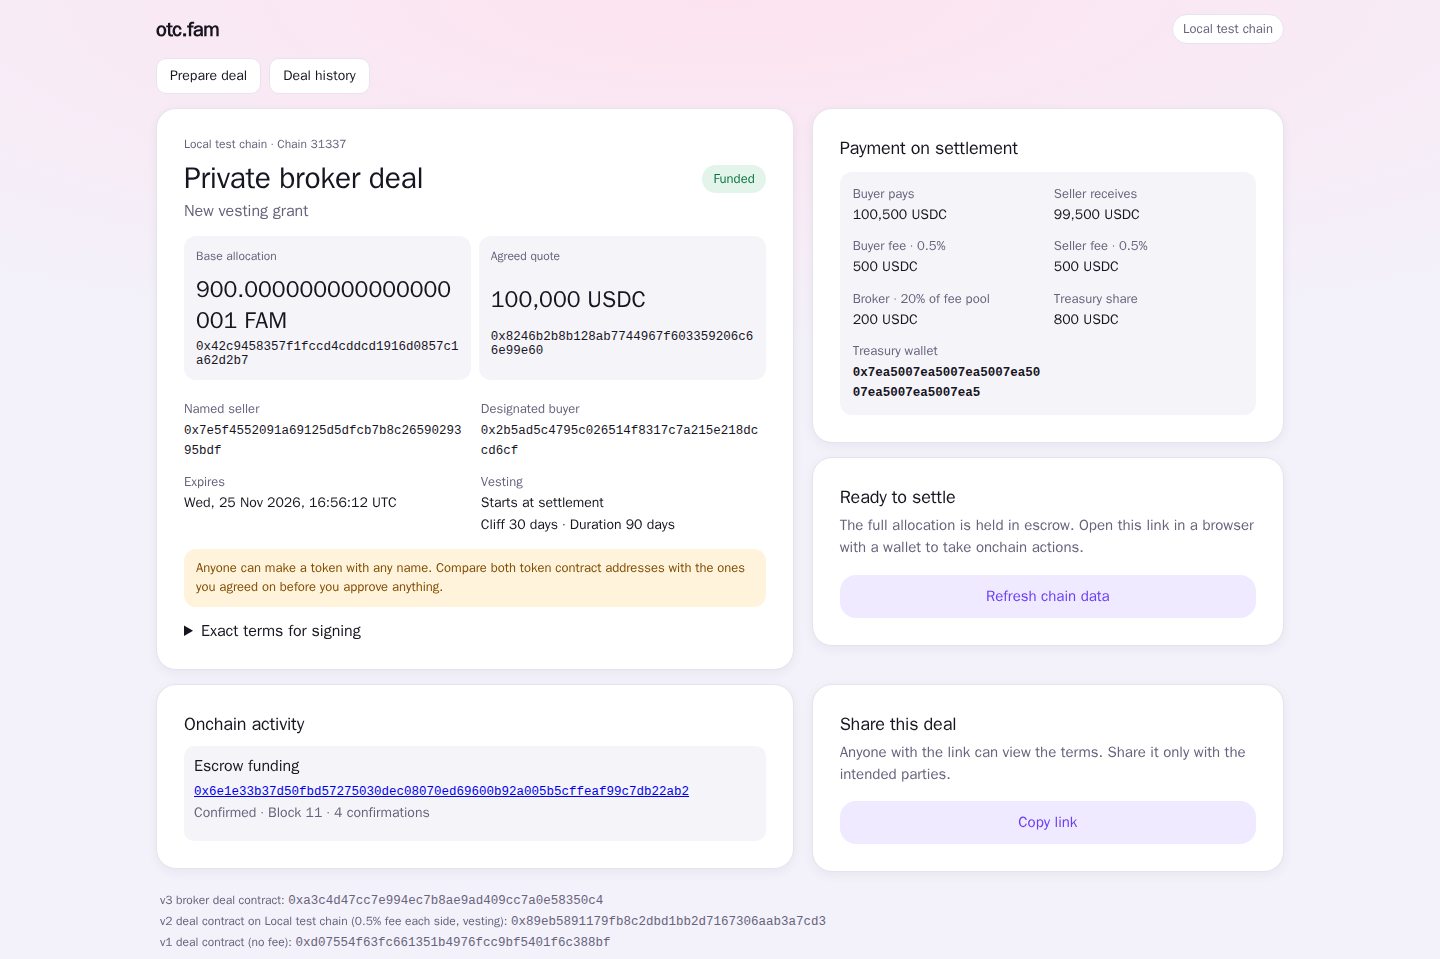 otc.fam
Local test chain
Prepare deal
Deal history
Local test chain · Chain 31337
Private broker deal
Funded
New vesting grant
Base allocation
900.000000000000000
001 FAM
0x42c9458357f1fccd4cddcd1916d0857c1
a62d2b7
Agreed quote
100,000 USDC
0x8246b2b8b128ab7744967f603359206c6
6e99e60
Named seller
0x7e5f4552091a69125d5dfcb7b8c26590293
95bdf
Designated buyer
0x2b5ad5c4795c026514f8317c7a215e218dc
cd6cf
Expires
Wed, 25 Nov 2026, 16:56:12 UTC
Vesting
Starts at settlement
Cliff 30 days · Duration 90 days
Anyone can make a token with any name. Compare both token contract addresses with the ones
you agreed on before you approve anything.
Exact terms for signing
Payment on settlement
Buyer pays
100,500 USDC
Seller receives
99,500 USDC
Buyer fee · 0.5%
500 USDC
Seller fee · 0.5%
500 USDC
Broker · 20% of fee pool
200 USDC
Treasury share
800 USDC
Treasury wallet
0x7ea5007ea5007ea5007ea50
07ea5007ea5007ea5
Ready to settle
The full allocation is held in escrow. Open this link in a browser
with a wallet to take onchain actions.
Refresh chain data
Onchain activity
Escrow funding
0x6e1e33b37d50fbd57275030dec08070ed69600b92a005b5cffeaf99c7db22ab2
Confirmed · Block 11 · 4 confirmations
Share this deal
Anyone with the link can view the terms. Share it only with the
intended parties.
Copy link
v3 broker deal contract: 0xa3c4d47cc7e994ec7b8ae9ad409cc7a0e58350c4
v2 deal contract on Local test chain (0.5% fee each side, vesting): 0x89eb5891179fb8c2dbd1bb2d7167306aab3a7cd3
v1 deal contract (no fee): 0xd07554f63fc661351b4976fcc9bf5401f6c388bf